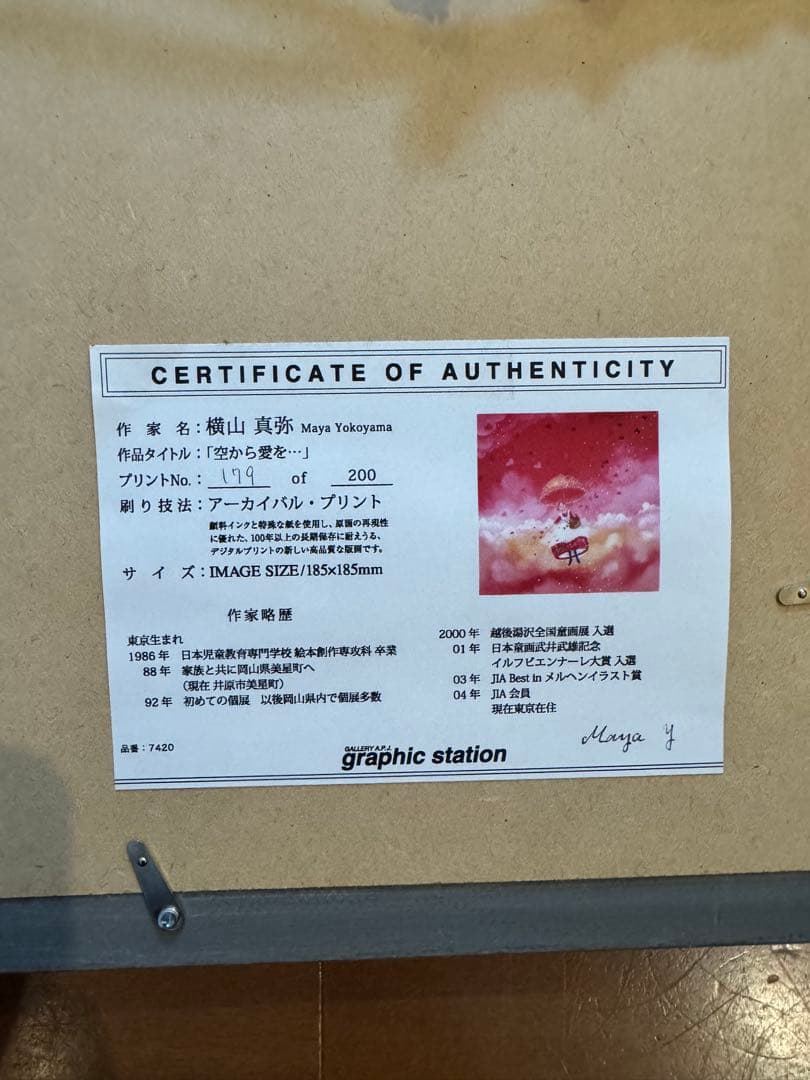 CERTIFICATE OF AUTHENTICITY
作家名：横山 真弥 Maya Yokoyama
作品タイトル：「空から愛を…」
プリントNo.： 179 of 200
刷り技法：アーカイバル・プリント
顔料インクと特殊な紙を使用し、原画の再現性
に優れた、100年以上の長期保存に耐えうる、
デジタルプリントの新しい高品質な版画です。
サイズ：IMAGE SIZE/185×185mm
作家略歴
東京生まれ
1986年 日本児童教育専門学校 絵本創作専攻科 卒業
88年 家族と共に岡山県美星町へ
（現在 井原市美星町）
92年 初めての個展 以後岡山県内で個展多数
2000年 越後湯沢全国童画展 入選
01年 日本童画武井武雄記念
イルフビエンナーレ大賞 入選
03年 JIA Best in メルヘンイラスト賞
04年 JIA 会員
現在東京在住
Maya Y
品番：7420
GALLERY A.P.J.
graphic station